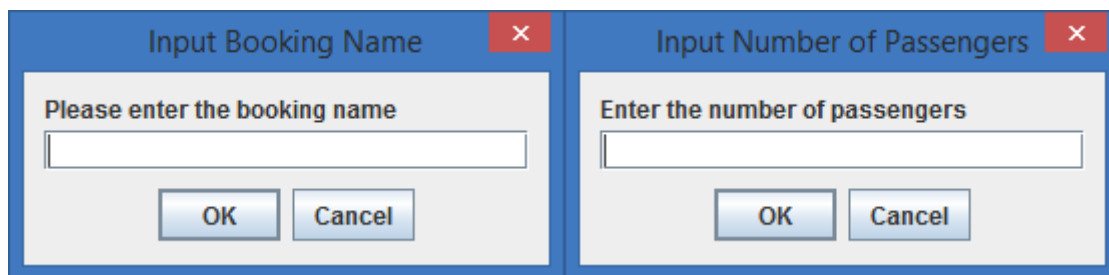 Input Booking Name
Please enter the booking name
OK Cancel
Input Number of Passengers
Enter the number of passengers
OK Cancel